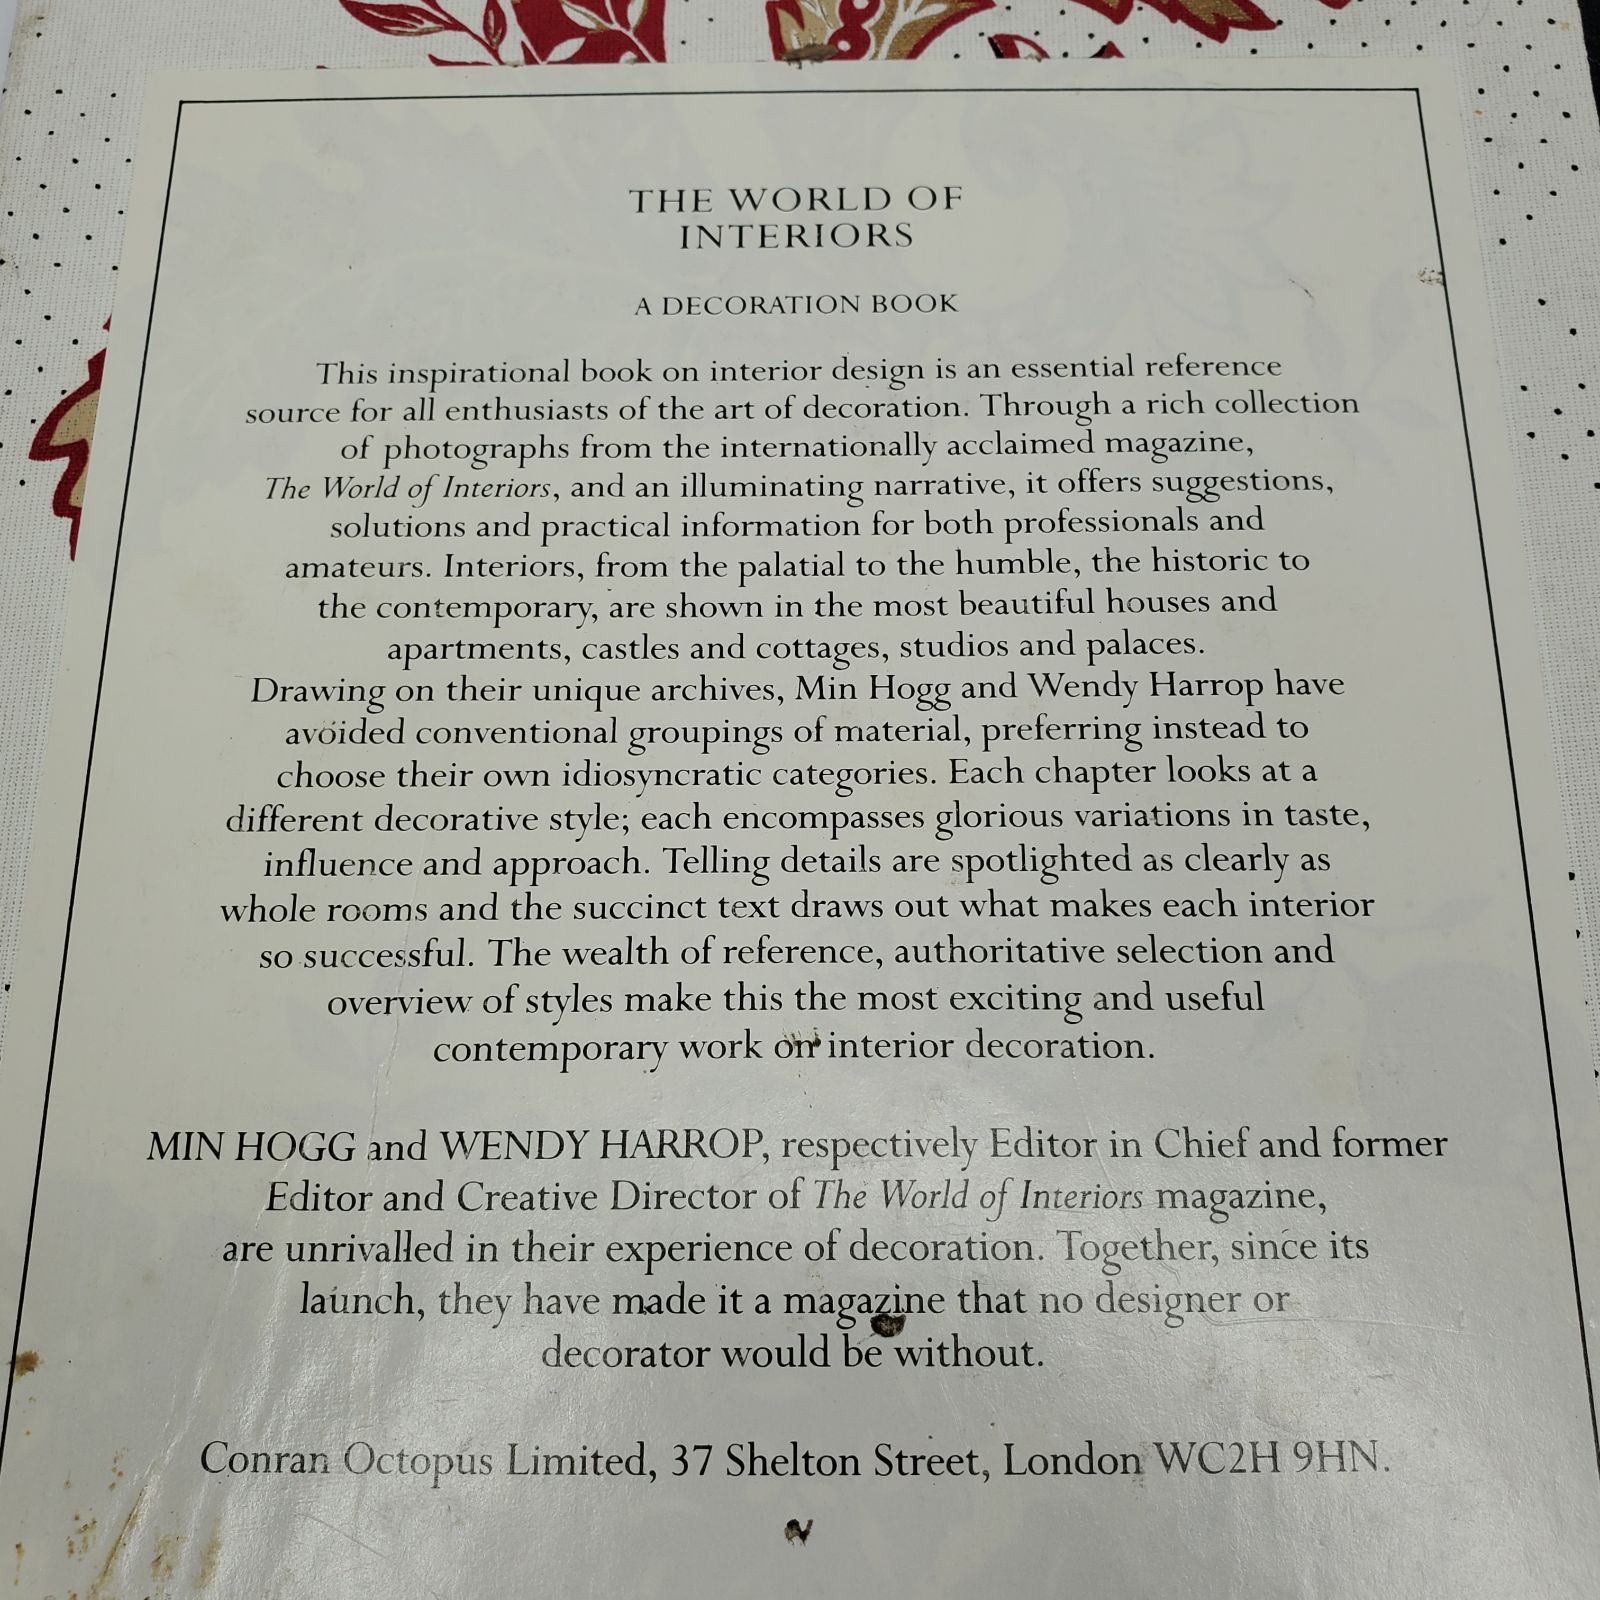 THE WORLD OF
INTERIORS
A DECORATION BOOK
This inspirational book on interior design is an essential reference
source for all enthusiasts of the art of decoration. Through a rich collection
of photographs from the internationally acclaimed magazine,
The World of Interiors, and an illuminating narrative, it offers suggestions,
solutions and practical information for both professionals and
amateurs. Interiors, from the palatial to the humble, the historic to
the contemporary, are shown in the most beautiful houses and
apartments, castles and cottages, studios and palaces.
Drawing on their unique archives, Min Hogg and Wendy Harrop have
avoided conventional groupings of material, preferring instead to
choose their own idiosyncratic categories. Each chapter looks at a
different decorative style; each encompasses glorious variations in taste,
influence and approach. Telling details are spotlighted as clearly as
whole rooms and the succinct text draws out what makes each interior
so successful. The wealth of reference, authoritative selection and
overview of styles make this the most exciting and useful
contemporary work on interior decoration.
MIN HOGG and WENDY HARROP, respectively Editor in Chief and former
Editor and Creative Director of The World of Interiors magazine,
are unrivalled in their experience of decoration. Together, since its
launch, they have made it a magazine that no designer or
decorator would be without.
Conran Octopus Limited, 37 Shelton Street, London WC2H 9HN.